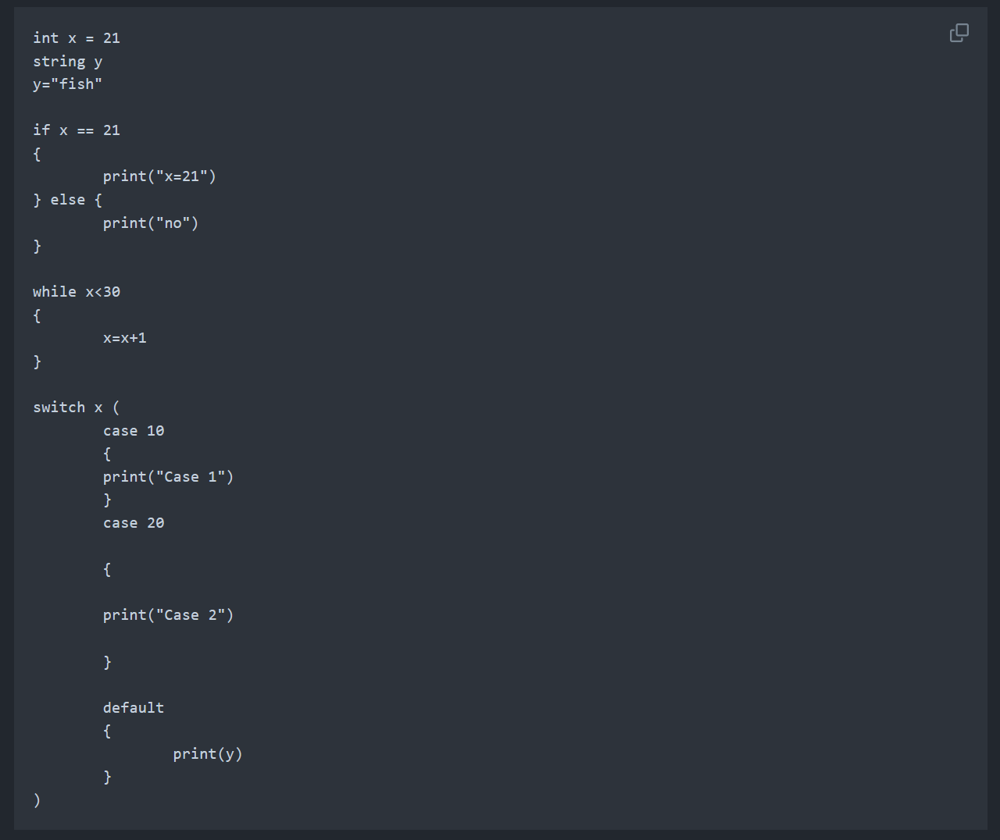 int x = 21
string y
y="fish"
if x == 21
{
print("x=21")
} else {
print("no")
}
while x<30
{
x=x+1
}
switch x (
case 10
{
print("Case 1")
}
case 20
{
print("Case 2")
}
default
{
print(y)
}
)